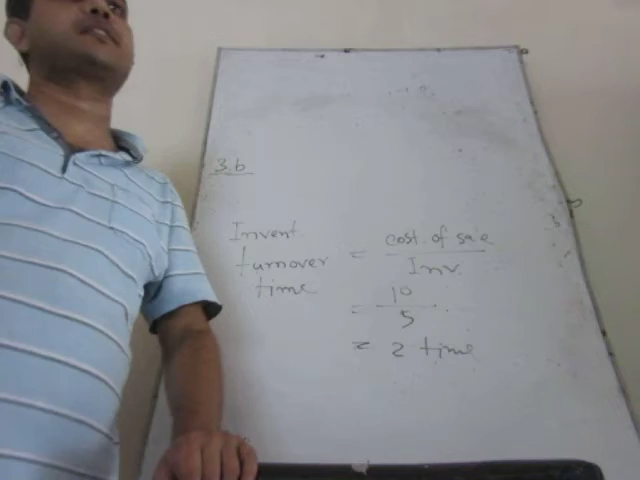 3.b
Invent
turnover = cost of sale
time Inv.
= 10
5
= 2 time